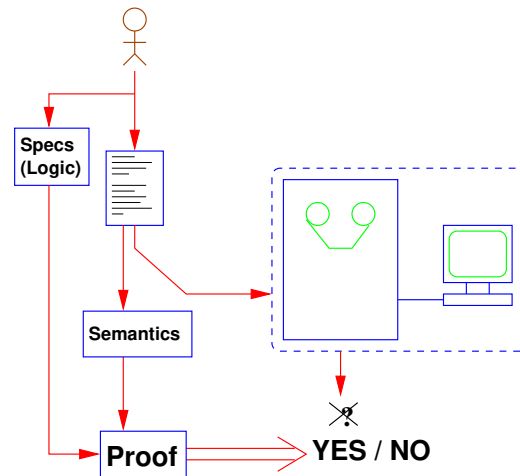 Specs
(Logic)
Semantics
?
Proof
YES / NO